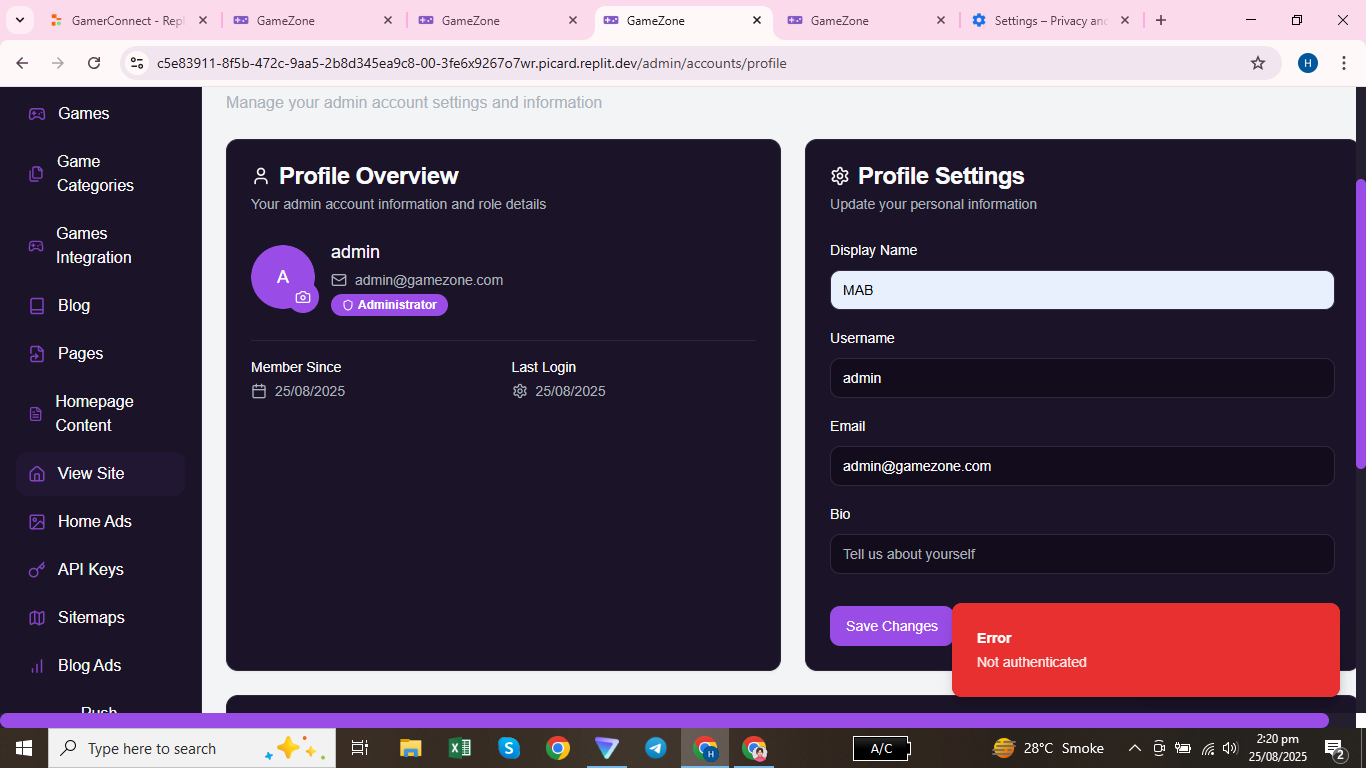 GamerConnect - Repl
GameZone
GameZone
GameZone
GameZone
Settings – Privacy and
c5e83911-8f5b-472c-9aa5-2b8d345ea9c8-00-3fe6x9267o7wr.picard.replit.dev/admin/accounts/profile
H
Games
Game
Categories
Games
Integration
Blog
Pages
Homepage
Content
View Site
Home Ads
API Keys
Sitemaps
Blog Ads
Push
Manage your admin account settings and information
Profile Overview
Your admin account information and role details
A
admin
admin@gamezone.com
Administrator
Member Since
25/08/2025
Last Login
25/08/2025
Profile Settings
Update your personal information
Display Name
MAB
Username
admin
Email
admin@gamezone.com
Bio
Tell us about yourself
Save Changes
Error
Not authenticated
Type here to search
A/C
28°C Smoke
2:20 pm
25/08/2025
2